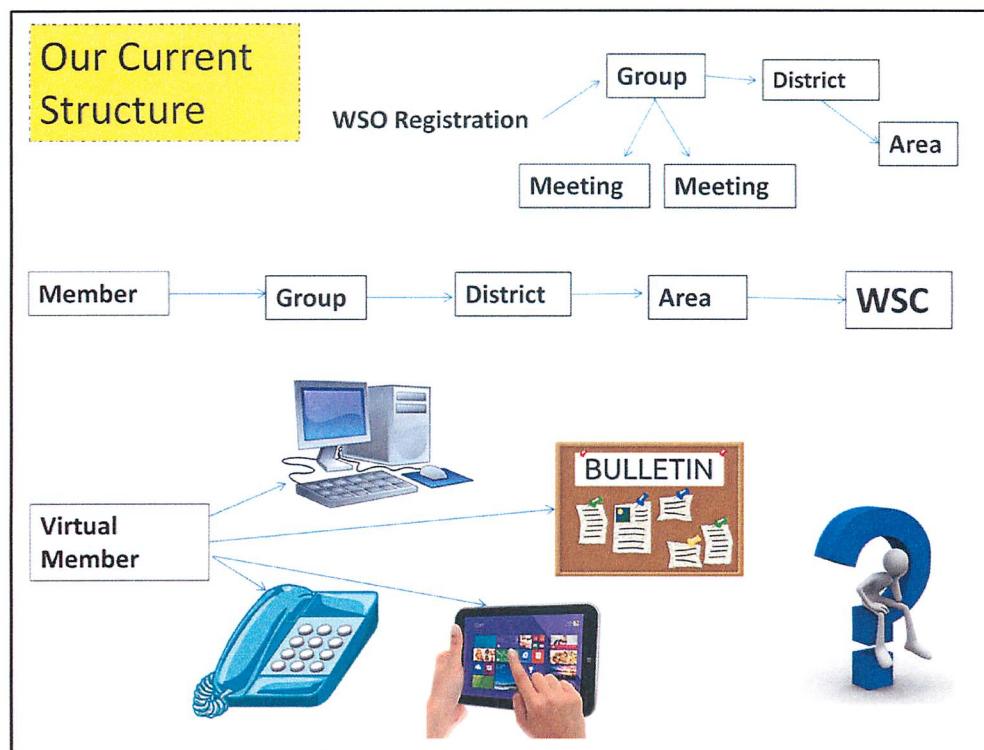 Our Current
Structure
WSO Registration
Group
District
Area
Meeting
Meeting
Member
Group
District
Area
WSC
Virtual
Member
BULLETIN